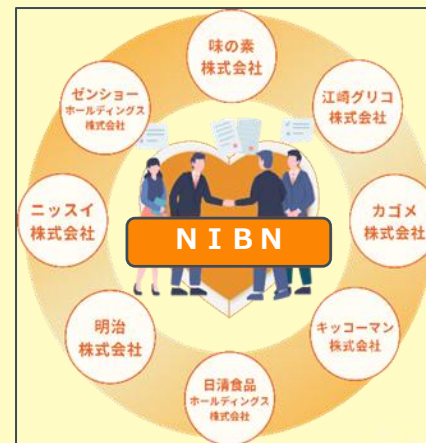 味の素
株式会社
江崎グリコ
株式会社
カゴメ
株式会社
キッコーマン
株式会社
日清食品
ホールディングス
株式会社
明治
株式会社
ニッスイ
株式会社
ゼンショー
ホールディングス
株式会社
ＮＩＢＮ